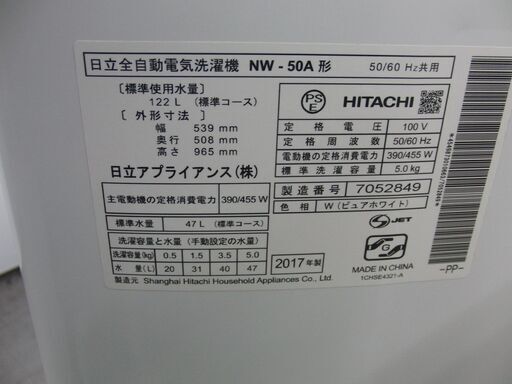 日立全自動電気洗濯機 NW-50A 形 50/60 Hz共用
[標準使用水量]
122 L (標準コース)
[外形寸法]
幅 539 mm
奥行 508 mm
高さ 965 mm
日立アプライアンス(株)
主電動機の定格消費電力 390/455 W
標準水量 47 L (標準コース)
洗濯容量と水量 (手動設定の水量)
洗濯容量(kg) 0.5 1.5 3.5 5.0
水量(L) 20 31 40 47
製造元 Shanghai Hitachi Household Appliances Co., Ltd.
PS
E
HITACHI
定格電圧 100 V
定格周波数 50/60 Hz
電動機の定格消費電力 390/455 W
標準洗濯容量 5.0 kg
製造番号 7052849
色相 W (ピュアホワイト)
JET
2017年製
MADE IN CHINA
1CHSE4321-A
-PP-